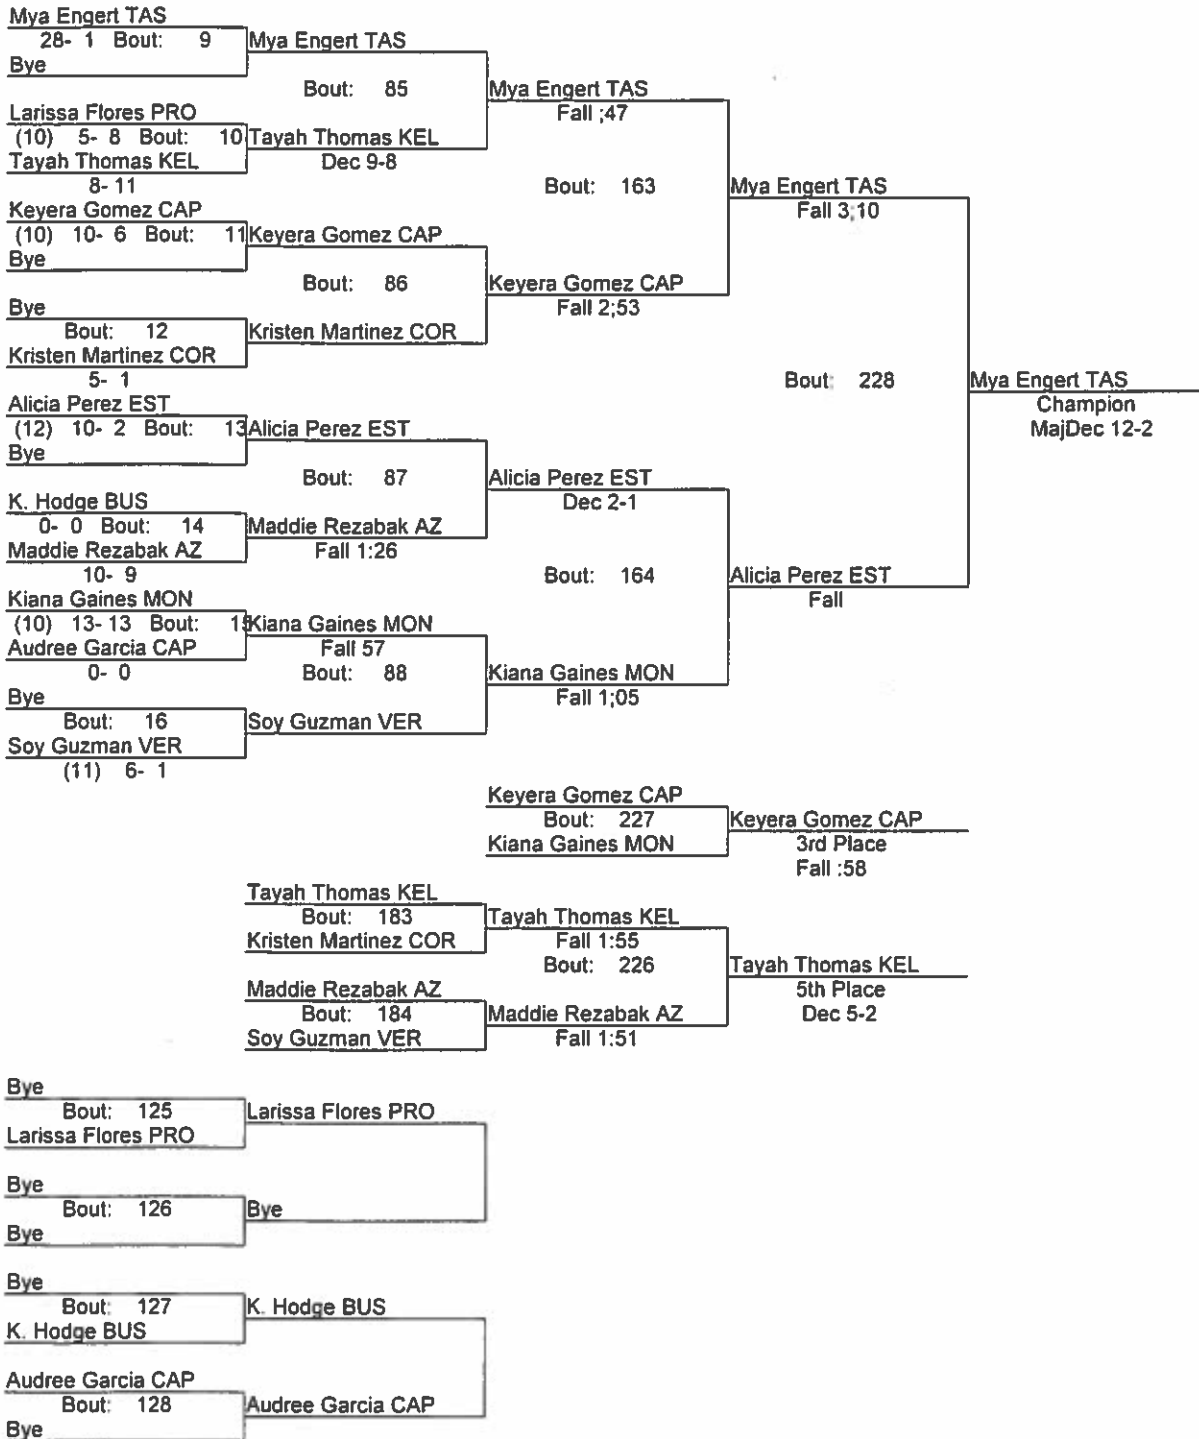 Mya Engert TAS
28- 1 Bout: 9
Bye
Mya Engert TAS
Bout: 85
Larissa Flores PRO
(10) 5- 8 Bout: 10
Tayah Thomas KEL
8- 11
Tayah Thomas KEL
Dec 9-8
Mya Engert TAS
Fall ;47
Bout: 163
Keyera Gomez CAP
(10) 10- 6 Bout: 11
Bye
Keyera Gomez CAP
Bout: 86
Bye
Bout: 12
Kristen Martinez COR
5- 1
Kristen Martinez COR
Keyera Gomez CAP
Fall 2;53
Mya Engert TAS
Fall 3;10
Bout: 228
Mya Engert TAS
Champion
MajDec 12-2
Alicia Perez EST
(12) 10- 2 Bout: 13
Bye
Alicia Perez EST
Bout: 87
K. Hodge BUS
0- 0 Bout: 14
Maddie Rezabak AZ
10- 9
Maddie Rezabak AZ
Fall 1:26
Alicia Perez EST
Dec 2-1
Bout: 164
Alicia Perez EST
Fall
Kiana Gaines MON
(10) 13- 13 Bout: 15
Audree Garcia CAP
0- 0
Kiana Gaines MON
Fall 57
Bout: 88
Bye
Bout: 16
Soy Guzman VER
(11) 6- 1
Soy Guzman VER
Kiana Gaines MON
Fall 1;05
Keyera Gomez CAP
Bout: 227
Kiana Gaines MON
Keyera Gomez CAP
3rd Place
Fall :58
Tayah Thomas KEL
Bout: 183
Kristen Martinez COR
Tayah Thomas KEL
Fall 1:55
Bout: 226
Maddie Rezabak AZ
Bout: 184
Soy Guzman VER
Maddie Rezabak AZ
Fall 1:51
Tayah Thomas KEL
5th Place
Dec 5-2
Bye
Bout: 125
Larissa Flores PRO
Larissa Flores PRO
Bye
Bout: 126
Bye
Bye
Bye
Bout: 127
K. Hodge BUS
K. Hodge BUS
Audree Garcia CAP
Bout: 128
Bye
Audree Garcia CAP